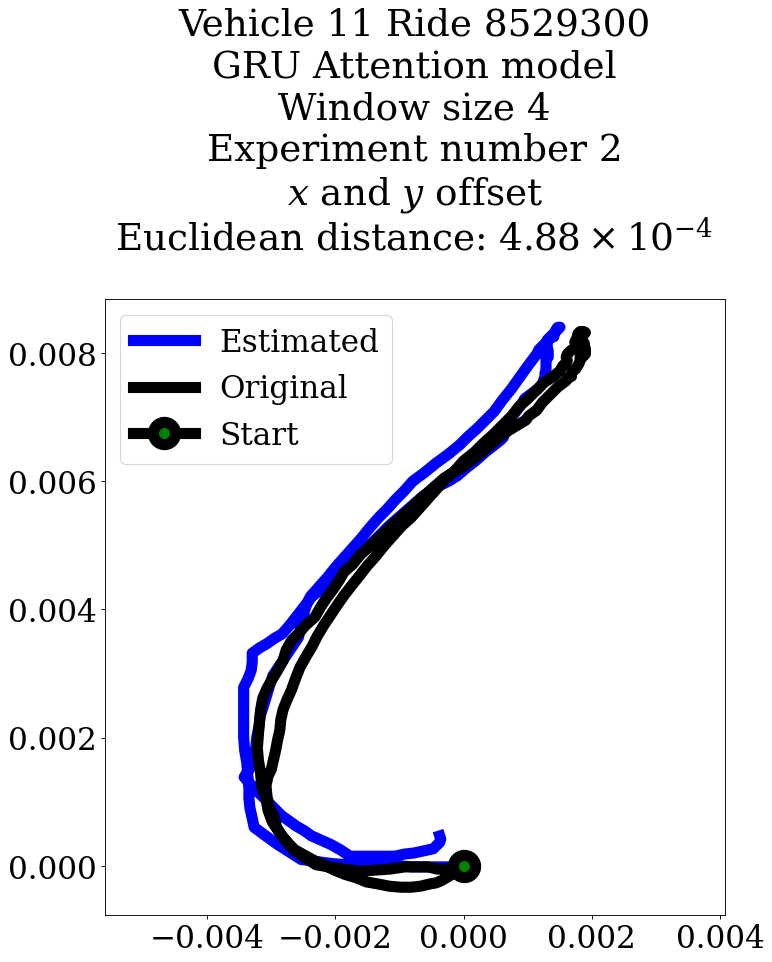 Vehicle 11 Ride 8529300
GRU Attention model
Window size 4
Experiment number 2
x and y offset
Euclidean distance: 4.88 × 10⁻⁴
Estimated
Original
Start
0.008
0.006
0.004
0.002
0.000
−0.004 −0.002 0.000 0.002 0.004